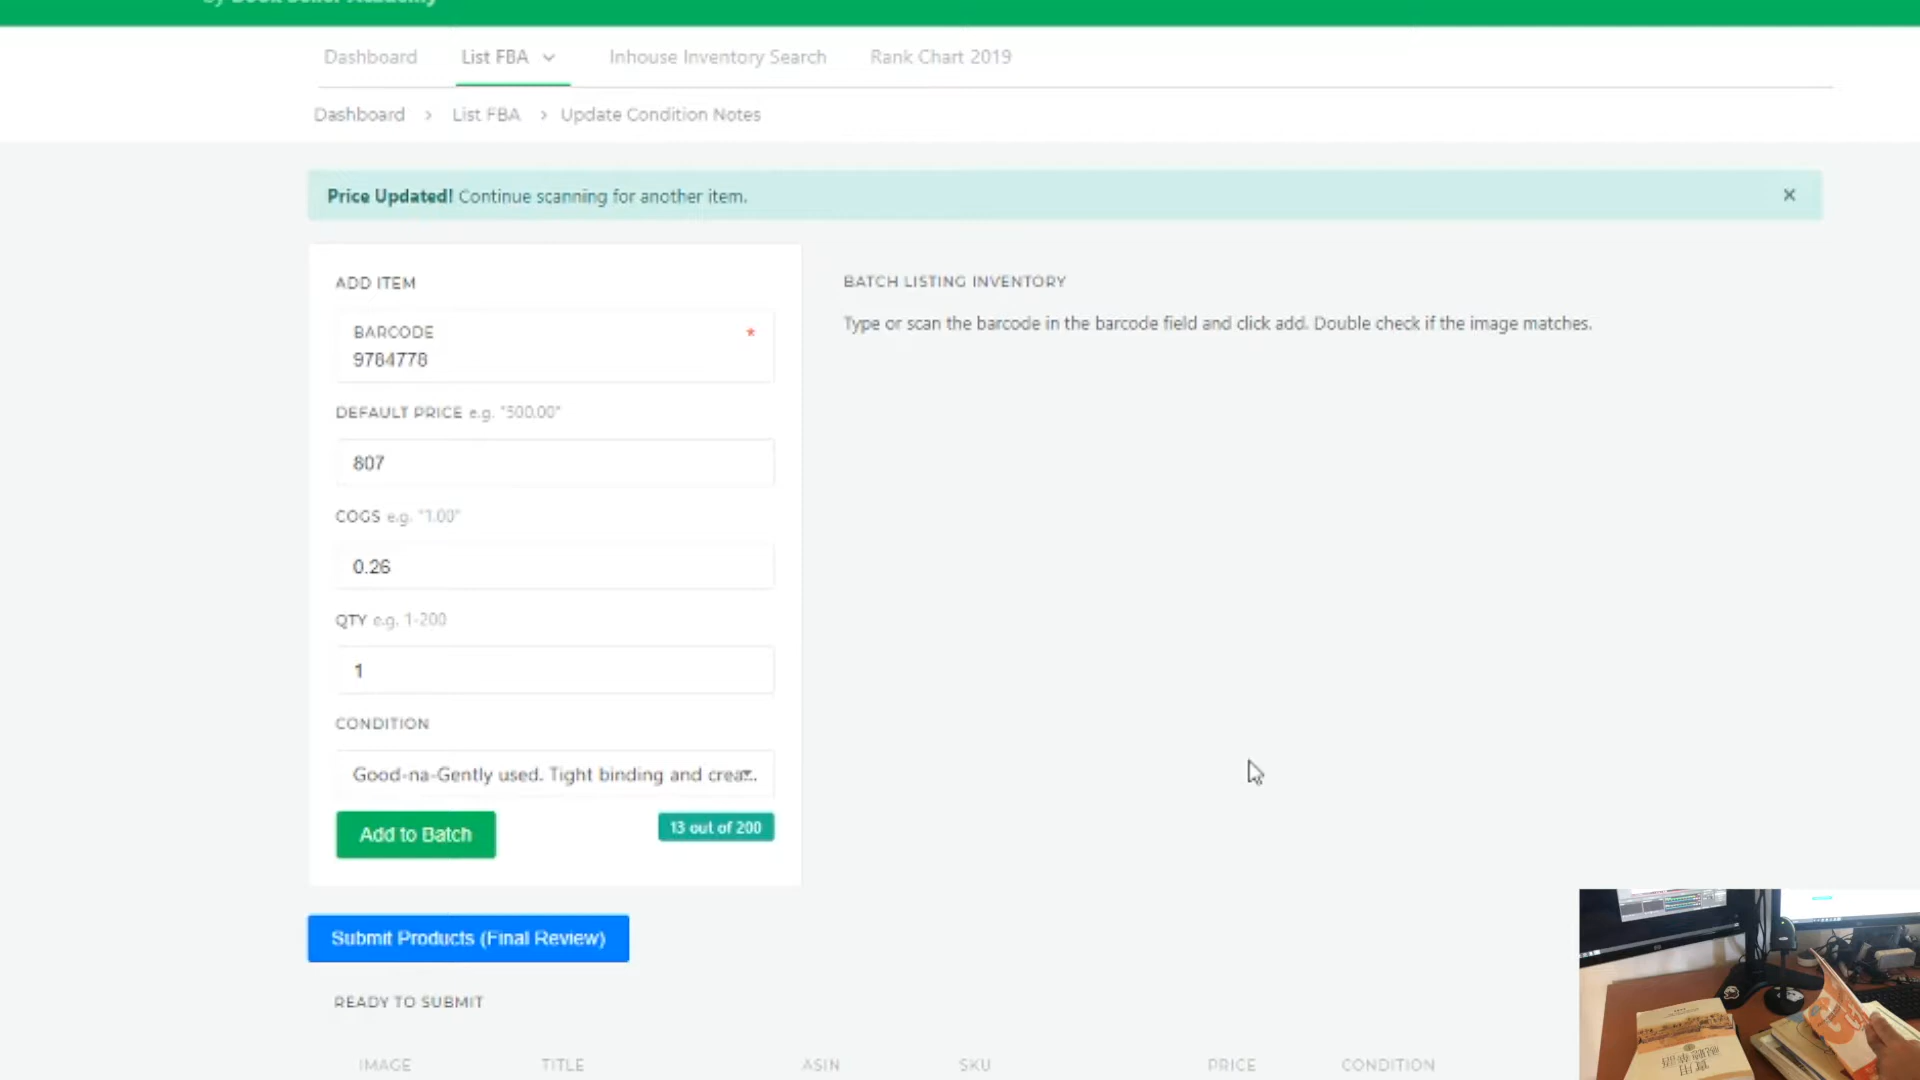 by Book Seller Academy
Dashboard
List FBA
Inhouse Inventory Search
Rank Chart 2019
Dashboard > List FBA > Update Condition Notes
Price Updated! Continue scanning for another item.
×
ADD ITEM
BARCODE *
9784778
DEFAULT PRICE e.g. "500.00"
807
COGS e.g. "1.00"
0.26
QTY e.g. 1-200
1
CONDITION
Good-na-Gently used. Tight binding and crea...
Add to Batch
13 out of 200
BATCH LISTING INVENTORY
Type or scan the barcode in the barcode field and click add. Double check if the image matches.
Submit Products (Final Review)
READY TO SUBMIT
IMAGE TITLE ASIN SKU PRICE CONDITION